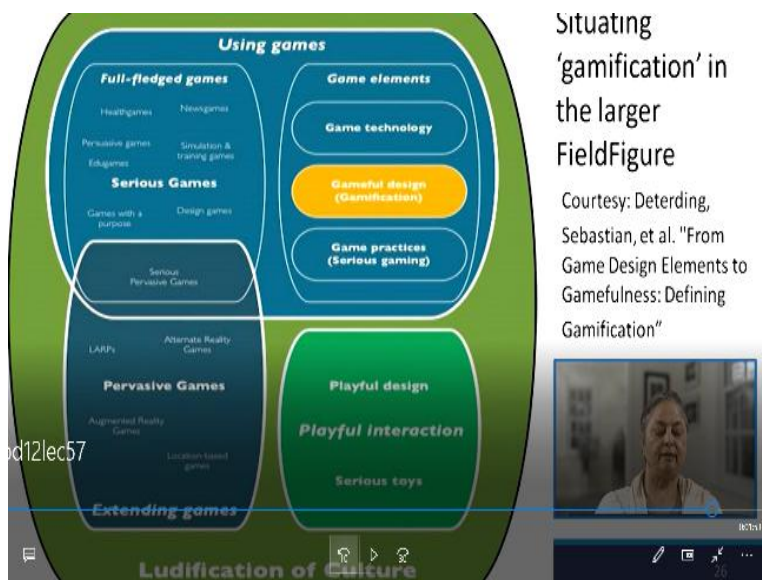 Using games
Full-fledged games
Healthgames
Newsgames
Persuasive games
Edugames
Simulation &
training games
Serious Games
Games with a
purpose
Design games
Game elements
Game technology
Gameful design
(Gamification)
Game practices
(Serious gaming)
Serious
Pervasive Games
LARPs
Alternate Reality
Games
Pervasive Games
Augmented Reality
Games
Location-based
games
Extending games
Playful design
Playful interaction
Serious toys
Ludification of Culture
Situating
'gamification' in
the larger
FieldFigure
Courtesy: Deterding,
Sebastian, et al. "From
Game Design Elements to
Gamefulness: Defining
Gamification"
od12lec57
26